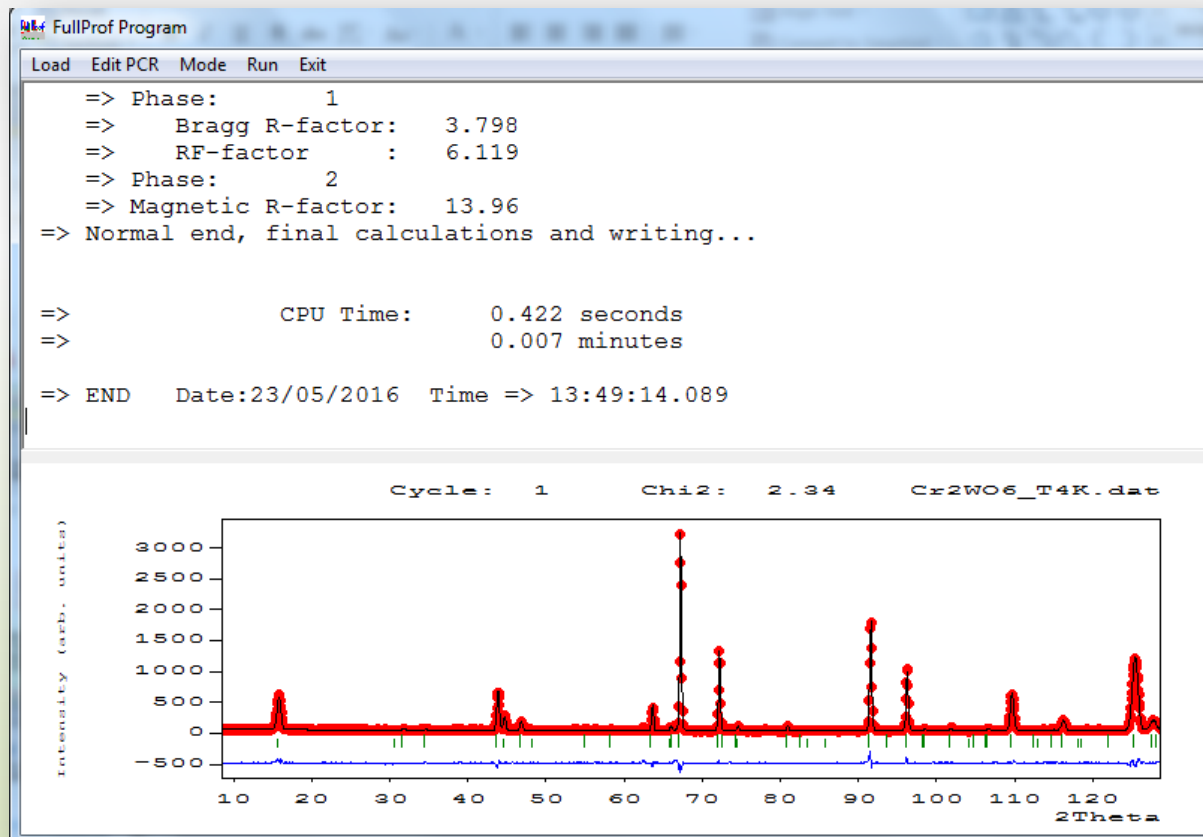 FullProf Program
Load Edit PCR Mode Run Exit
=> Phase: 1
=> Bragg R-factor: 3.798
=> RF-factor : 6.119
=> Phase: 2
=> Magnetic R-factor: 13.96
=> Normal end, final calculations and writing...
=> CPU Time: 0.422 seconds
=> 0.007 minutes
=> END Date:23/05/2016 Time => 13:49:14.089
Cycle: 1 Chi2: 2.34 Cr2WO6_T4K.dat
Intensity (arb. units)
3000
2500
2000
1500
1000
500
0
-500
10 20 30 40 50 60 70 80 90 100 110 120
2Theta